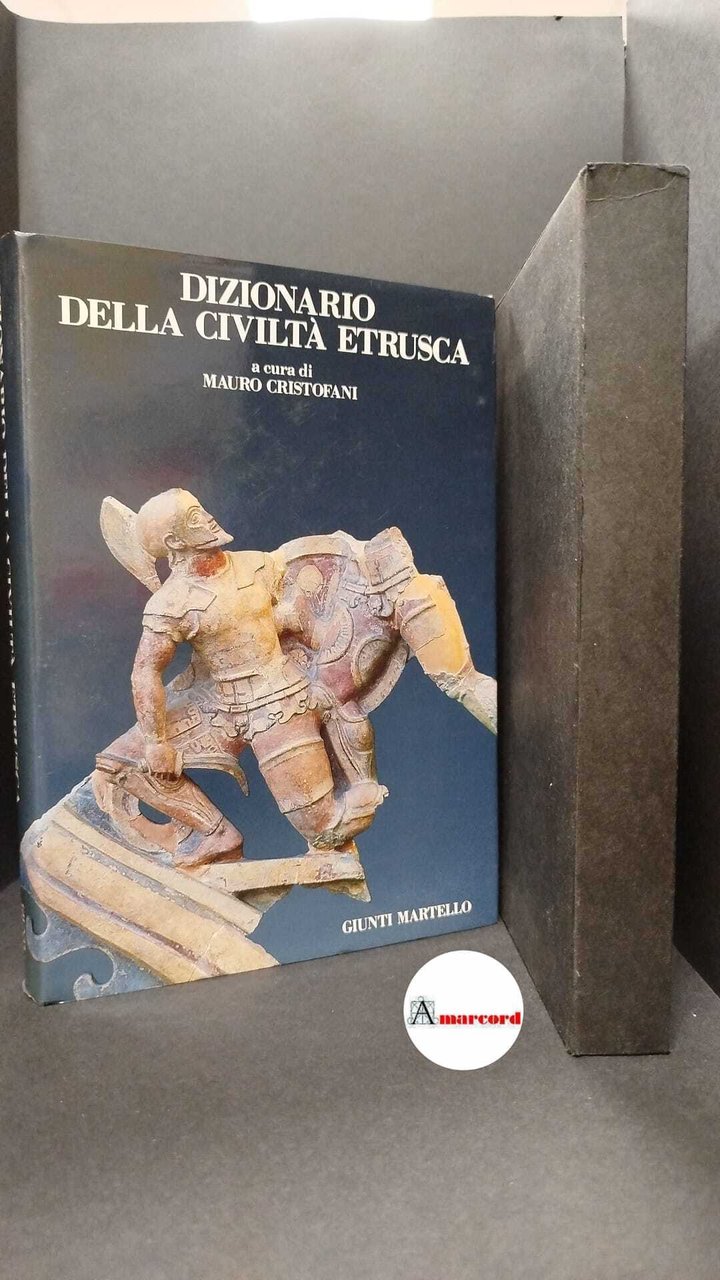 DIZIONARIO
DELLA CIVILTÀ ETRUSCA
a cura di
MAURO CRISTOFANI
GIUNTI MARTELLO
Amarcord